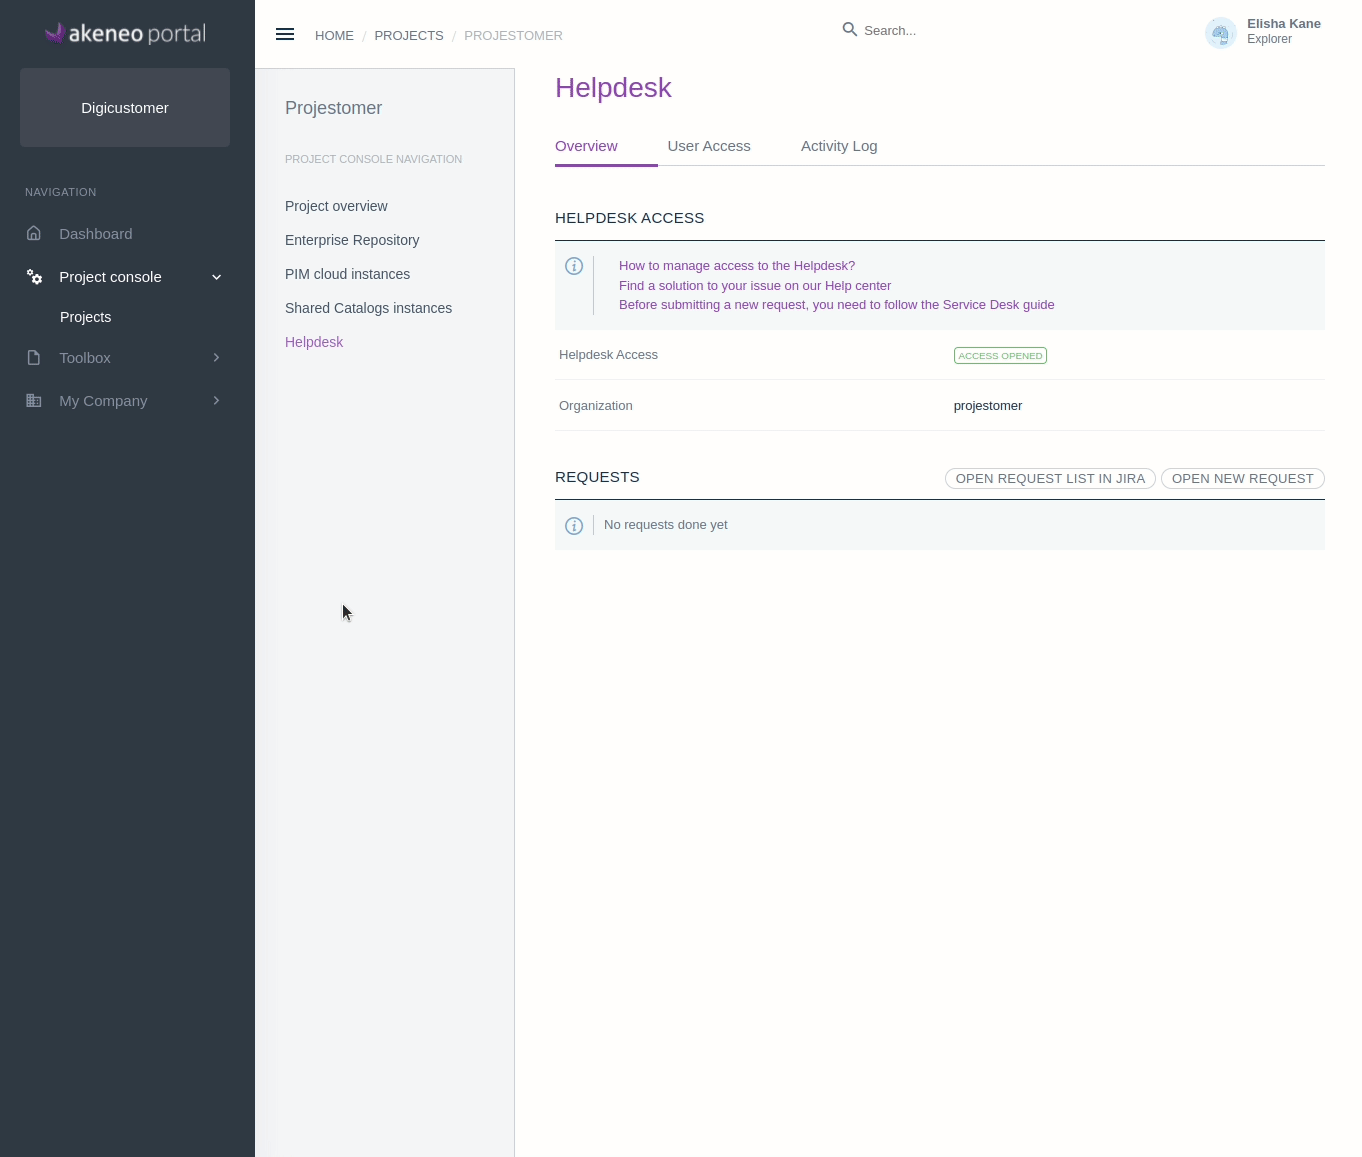 akeneo portal
Digicustomer
NAVIGATION
Dashboard
Project console
Projects
Toolbox
My Company
HOME / PROJECTS / PROJESTOMER
Search...
Elisha Kane
Explorer
Projestomer
PROJECT CONSOLE NAVIGATION
Project overview
Enterprise Repository
PIM cloud instances
Shared Catalogs instances
Helpdesk
Helpdesk
Overview User Access Activity Log
HELPDESK ACCESS
How to manage access to the Helpdesk?
Find a solution to your issue on our Help center
Before submitting a new request, you need to follow the Service Desk guide
Helpdesk Access ACCESS OPENED
Organization projestomer
REQUESTS OPEN REQUEST LIST IN JIRA OPEN NEW REQUEST
No requests done yet